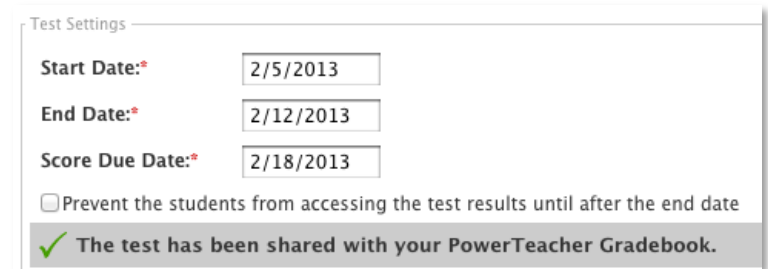 Test Settings
Start Date:* 2/5/2013
End Date:* 2/12/2013
Score Due Date:* 2/18/2013
Prevent the students from accessing the test results until after the end date
The test has been shared with your PowerTeacher Gradebook.